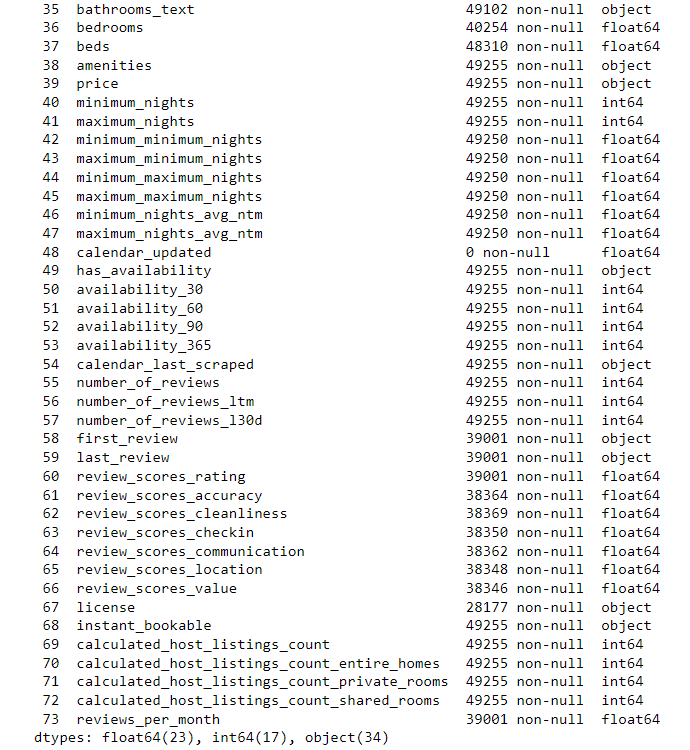 35 bathrooms_text 49102 non-null object
36 bedrooms 40254 non-null float64
37 beds 48310 non-null float64
38 amenities 49255 non-null object
39 price 49255 non-null object
40 minimum_nights 49255 non-null int64
41 maximum_nights 49255 non-null int64
42 minimum_minimum_nights 49250 non-null float64
43 maximum_minimum_nights 49250 non-null float64
44 minimum_maximum_nights 49250 non-null float64
45 maximum_maximum_nights 49250 non-null float64
46 minimum_nights_avg_ntm 49250 non-null float64
47 maximum_nights_avg_ntm 49250 non-null float64
48 calendar_updated 0 non-null float64
49 has_availability 49255 non-null object
50 availability_30 49255 non-null int64
51 availability_60 49255 non-null int64
52 availability_90 49255 non-null int64
53 availability_365 49255 non-null int64
54 calendar_last_scraped 49255 non-null object
55 number_of_reviews 49255 non-null int64
56 number_of_reviews_ltm 49255 non-null int64
57 number_of_reviews_l30d 49255 non-null int64
58 first_review 39001 non-null object
59 last_review 39001 non-null object
60 review_scores_rating 39001 non-null float64
61 review_scores_accuracy 38364 non-null float64
62 review_scores_cleanliness 38369 non-null float64
63 review_scores_checkin 38350 non-null float64
64 review_scores_communication 38362 non-null float64
65 review_scores_location 38348 non-null float64
66 review_scores_value 38346 non-null float64
67 license 28177 non-null object
68 instant_bookable 49255 non-null object
69 calculated_host_listings_count 49255 non-null int64
70 calculated_host_listings_count_entire_homes 49255 non-null int64
71 calculated_host_listings_count_private_rooms 49255 non-null int64
72 calculated_host_listings_count_shared_rooms 49255 non-null int64
73 reviews_per_month 39001 non-null float64
dtypes: float64(23), int64(17), object(34)